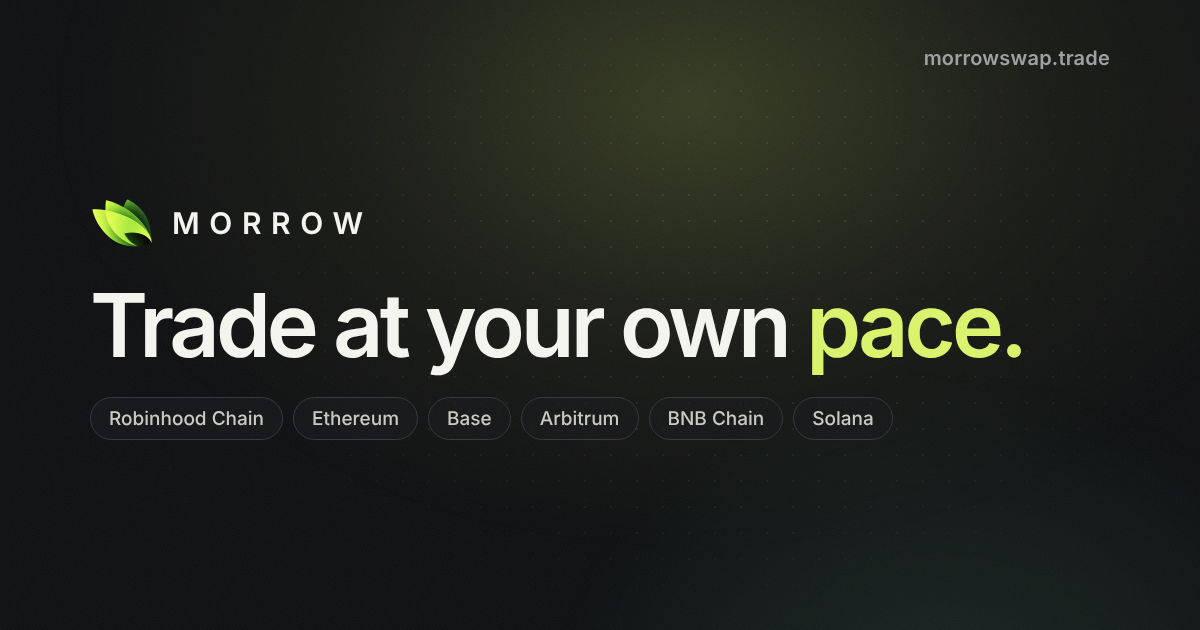 morrowswap.trade
MORROW
Trade at your own pace.
Robinhood Chain Ethereum Base Arbitrum BNB Chain Solana